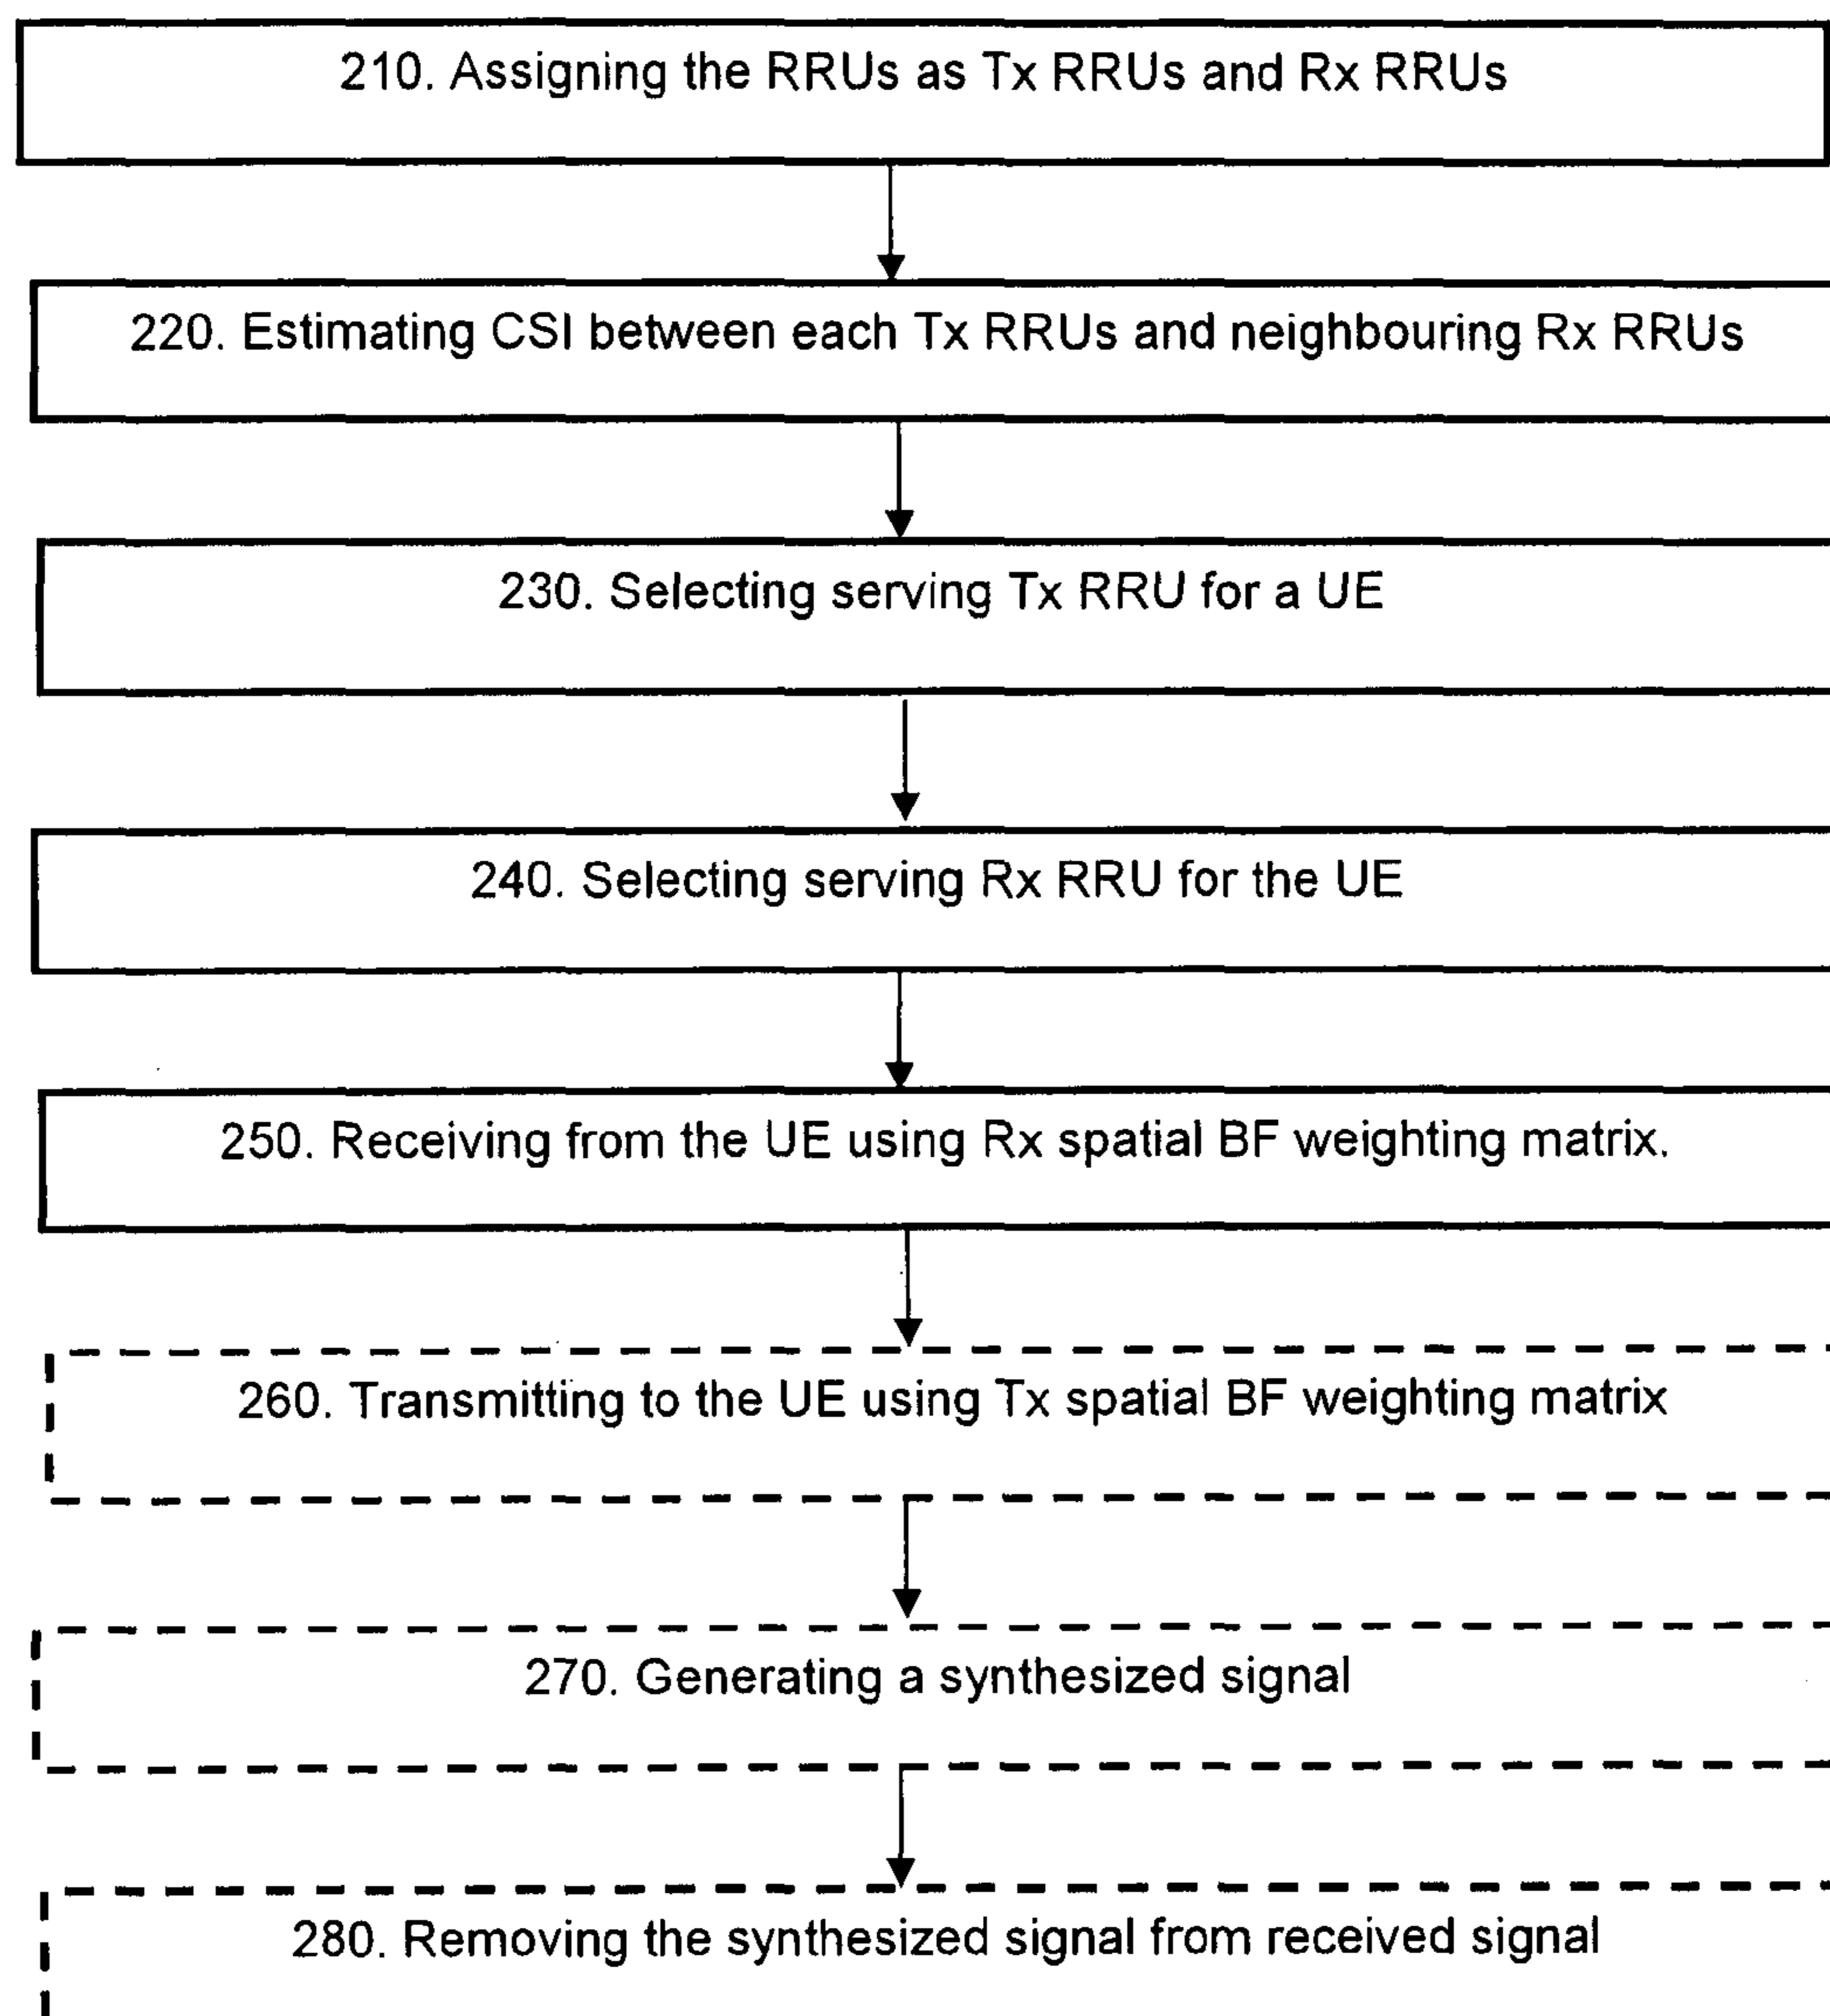 210. Assigning the RRUs as Tx RRUs and Rx RRUs
220. Estimating CSI between each Tx RRUs and neighbouring Rx RRUs
230. Selecting serving Tx RRU for a UE
240. Selecting serving Rx RRU for the UE
250. Receiving from the UE using Rx spatial BF weighting matrix.
260. Transmitting to the UE using Tx spatial BF weighting matrix
270. Generating a synthesized signal
280. Removing the synthesized signal from received signal